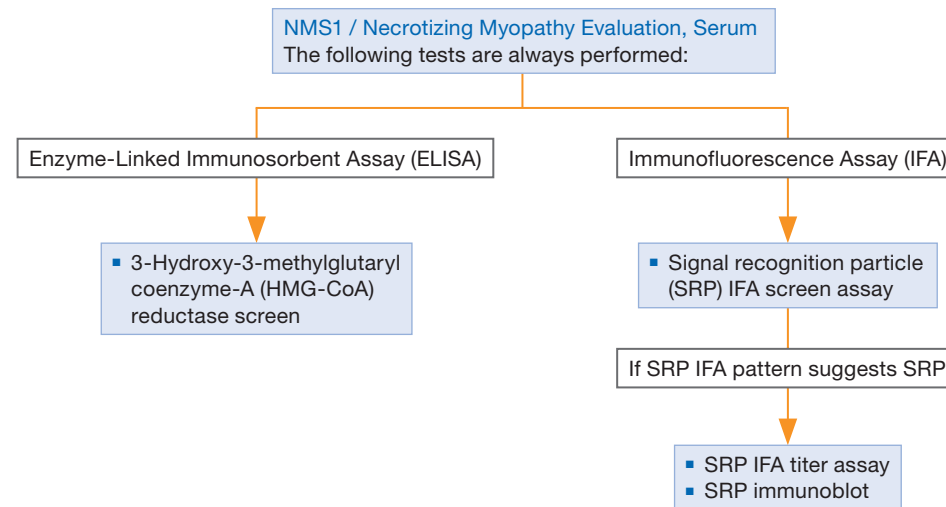 NMS1 / Necrotizing Myopathy Evaluation, Serum
The following tests are always performed:
Enzyme-Linked Immunosorbent Assay (ELISA)
Immunofluorescence Assay (IFA)
▪ 3-Hydroxy-3-methylglutaryl
coenzyme-A (HMG-CoA)
reductase screen
▪ Signal recognition particle
(SRP) IFA screen assay
If SRP IFA pattern suggests SRP
▪ SRP IFA titer assay
▪ SRP immunoblot